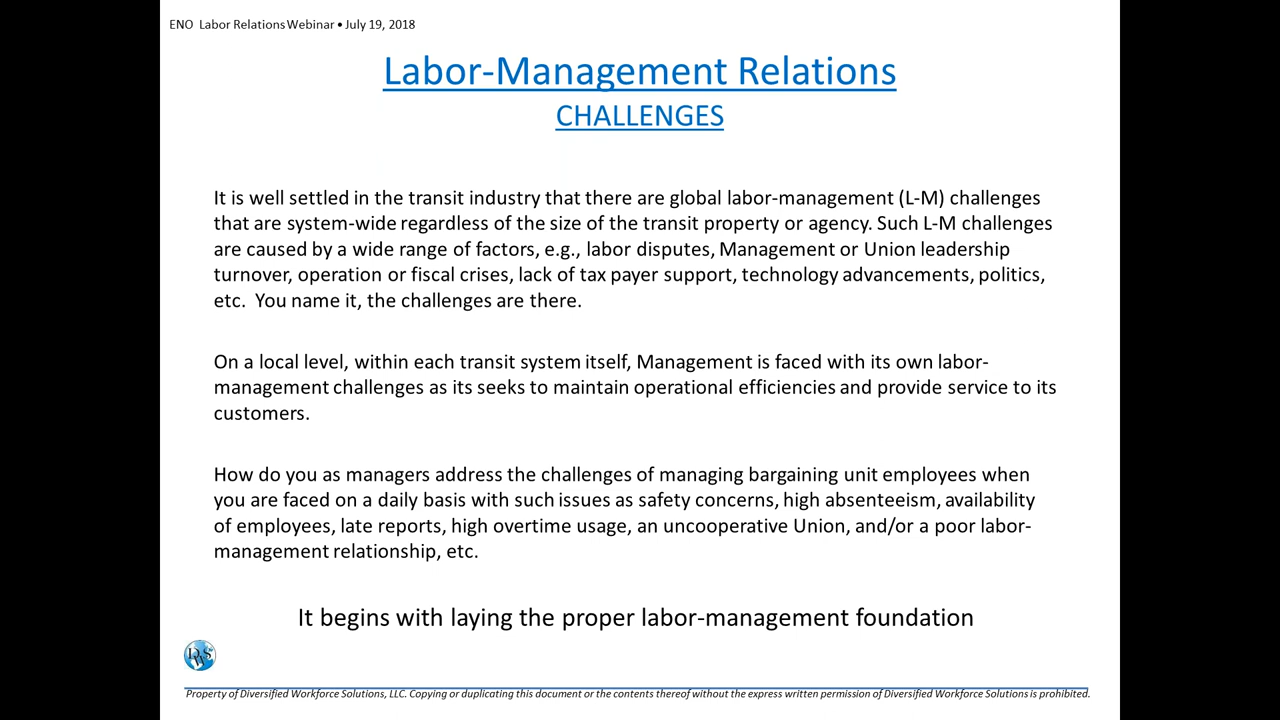 ENO Labor Relations Webinar • July 19, 2018
Labor-Management Relations
CHALLENGES
It is well settled in the transit industry that there are global labor-management (L-M) challenges
that are system-wide regardless of the size of the transit property or agency. Such L-M challenges
are caused by a wide range of factors, e.g., labor disputes, Management or Union leadership
turnover, operation or fiscal crises, lack of tax payer support, technology advancements, politics,
etc.  You name it, the challenges are there.
On a local level, within each transit system itself, Management is faced with its own labor-
management challenges as its seeks to maintain operational efficiencies and provide service to its
customers.
How do you as managers address the challenges of managing bargaining unit employees when
you are faced on a daily basis with such issues as safety concerns, high absenteeism, availability
of employees, late reports, high overtime usage, an uncooperative Union, and/or a poor labor-
management relationship, etc.
It begins with laying the proper labor-management foundation
DWS
Property of Diversified Workforce Solutions, LLC. Copying or duplicating this document or the contents thereof without the express written permission of Diversified Workforce Solutions is prohibited.